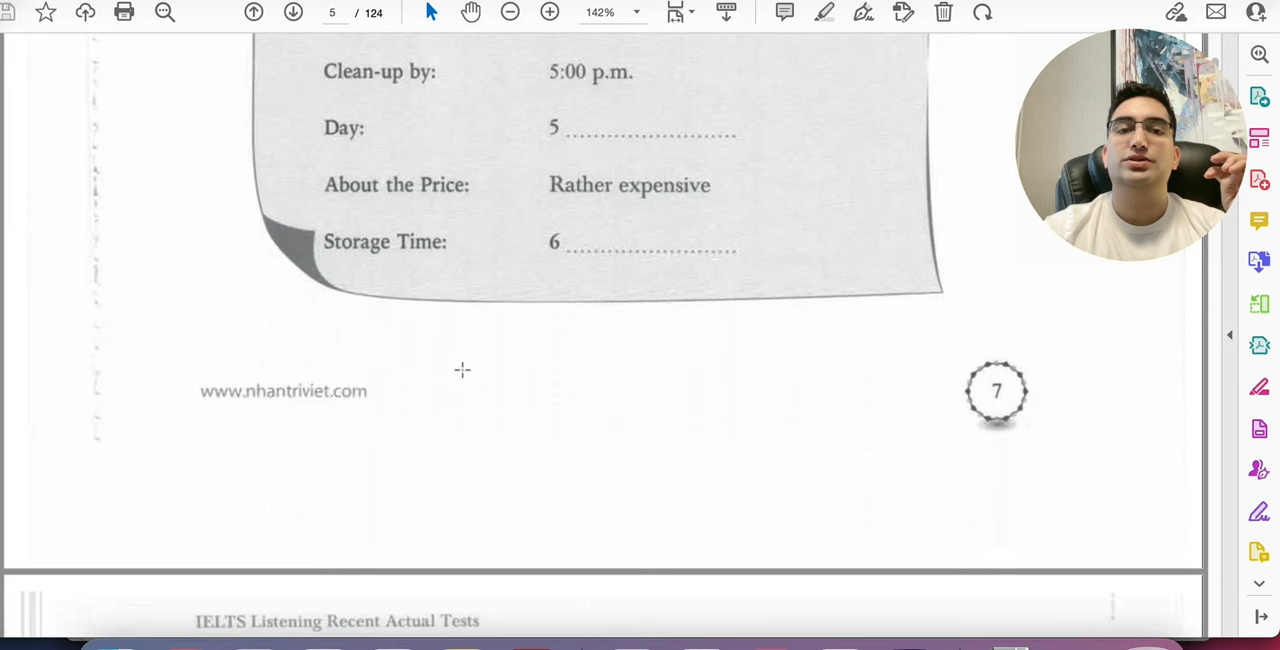 5 / 124
142%
Clean-up by: 5:00 p.m.
Day: 5 ............................
About the Price: Rather expensive
Storage Time: 6 ............................
www.nhantriviet.com
7
IELTS Listening Recent Actual Tests